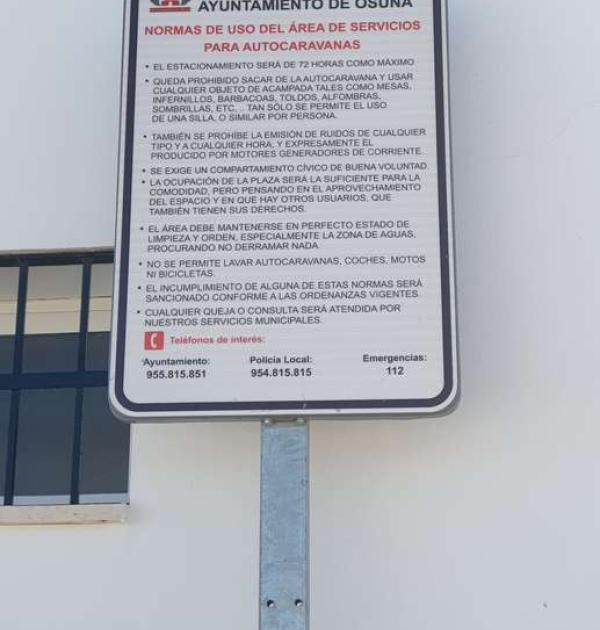 AYUNTAMIENTO DE OSUNA
NORMAS DE USO DEL ÁREA DE SERVICIOS
PARA AUTOCARAVANAS
• EL ESTACIONAMIENTO SERÁ DE 72 HORAS COMO MÁXIMO
• QUEDA PROHIBIDO SACAR DE LA AUTOCARAVANA Y USAR
CUALQUIER OBJETO DE ACAMPADA TALES COMO MESAS,
INFERNILLOS, BARBACOAS, TOLDOS, ALFOMBRAS,
SOMBRILLAS, ETC... TAN SÓLO SE PERMITE EL USO
DE UNA SILLA, O SIMILAR POR PERSONA.
• TAMBIÉN SE PROHÍBE LA EMISIÓN DE RUIDOS DE CUALQUIER
TIPO Y A CUALQUIER HORA, Y EXPRESAMENTE EL
PRODUCIDO POR MOTORES GENERADORES DE CORRIENTE.
• SE EXIGE UN COMPARTAMIENTO CÍVICO DE BUENA VOLUNTAD.
• LA OCUPACIÓN DE LA PLAZA SERÁ LA SUFICIENTE PARA LA
COMODIDAD, PERO PENSANDO EN EL APROVECHAMIENTO
DEL ESPACIO Y EN QUE HAY OTROS USUARIOS, QUE
TAMBIÉN TIENEN SUS DERECHOS.
• EL ÁREA DEBE MANTENERSE EN PERFECTO ESTADO DE
LIMPIEZA Y ORDEN, ESPECIALMENTE LA ZONA DE AGUAS,
PROCURANDO NO DERRAMAR NADA.
• NO SE PERMITE LAVAR AUTOCARAVANAS, COCHES, MOTOS
NI BICICLETAS.
• EL INCUMPLIMIENTO DE ALGUNA DE ESTAS NORMAS SERÁ
SANCIONADO CONFORME A LAS ORDENANZAS VIGENTES.
• CUALQUIER QUEJA O CONSULTA SERÁ ATENDIDA POR
NUESTROS SERVICIOS MUNICIPALES.
Teléfonos de interés:
Ayuntamiento: Policía Local: Emergencias:
955.815.851 954.815.815 112